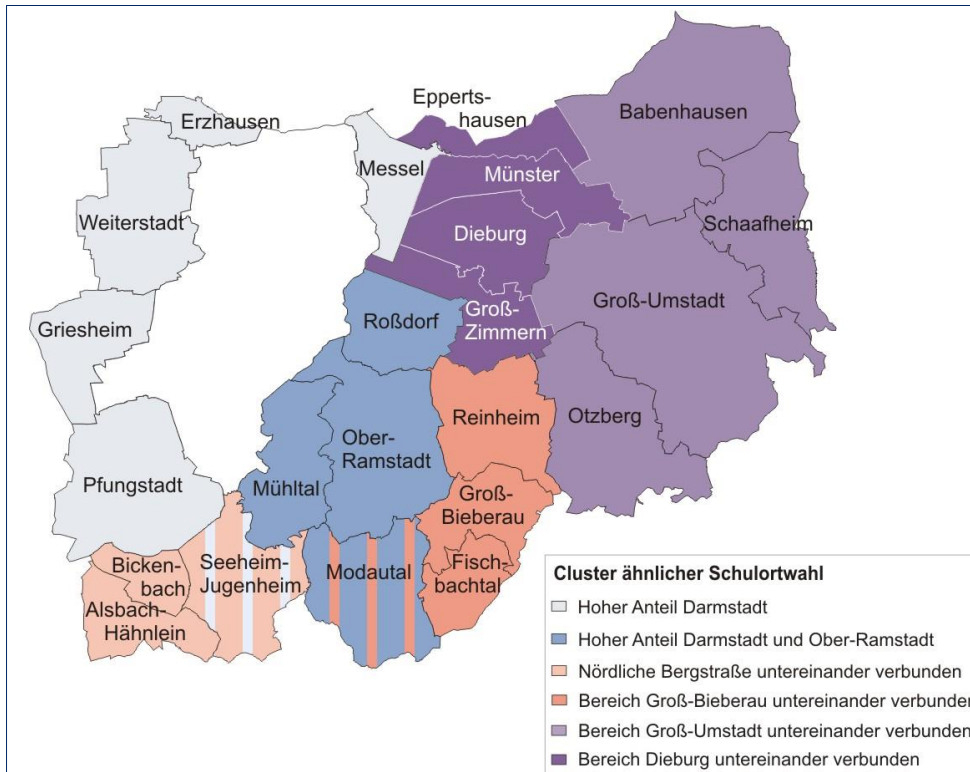 Epperts-
hausen
Babenhausen
Erzhausen
Messel
Münster
Weiterstadt
Schaafheim
Dieburg
Groß-Umstadt
Griesheim
Roßdorf
Groß-
Zimmern
Reinheim
Otzberg
Ober-
Ramstadt
Pfungstadt
Mühltal
Groß-
Bieberau
Bicken-
bach
Seeheim-
Jugenheim
Modautal
Fisch-
bachtal
Alsbach-
Hähnlein
Cluster ähnlicher Schulortwahl
Hoher Anteil Darmstadt
Hoher Anteil Darmstadt und Ober-Ramstadt
Nördliche Bergstraße untereinander verbunden
Bereich Groß-Bieberau untereinander verbunden
Bereich Groß-Umstadt untereinander verbunden
Bereich Dieburg untereinander verbunden